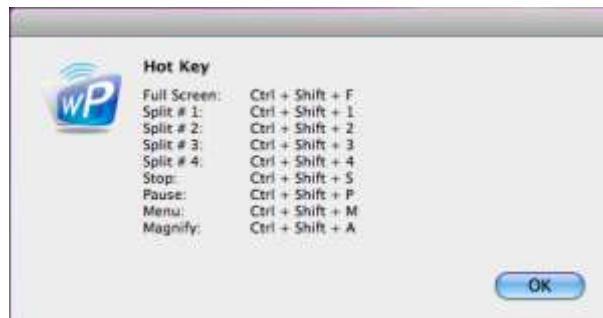 wP
Hot Key
Full Screen: Ctrl + Shift + F
Split # 1: Ctrl + Shift + 1
Split # 2: Ctrl + Shift + 2
Split # 3: Ctrl + Shift + 3
Split # 4: Ctrl + Shift + 4
Stop: Ctrl + Shift + S
Pause: Ctrl + Shift + P
Menu: Ctrl + Shift + M
Magnify: Ctrl + Shift + A
OK